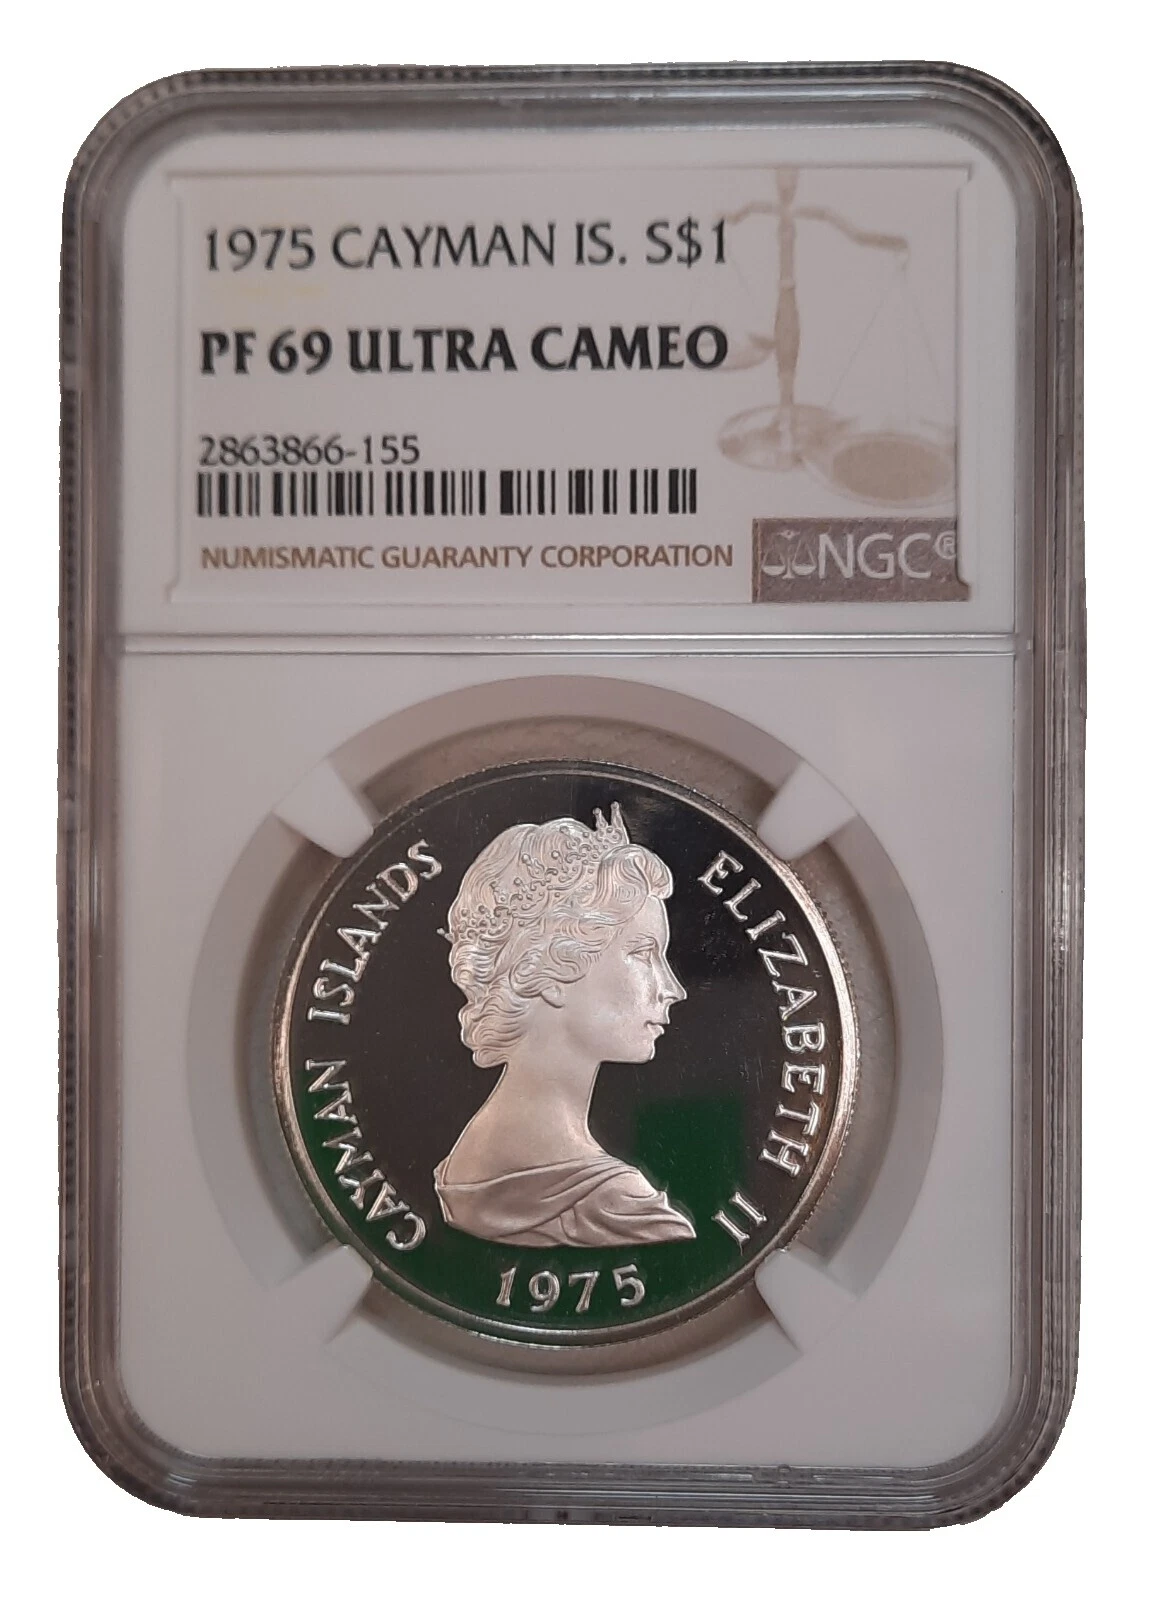 1975 CAYMAN IS. S$1
PF 69 ULTRA CAMEO
2863866-155
NUMISMATIC GUARANTY CORPORATION
NGC®
CAYMAN ISLANDS
ELIZABETH II
1975